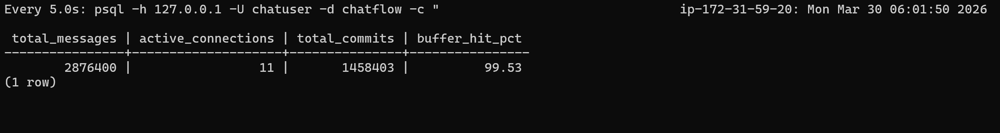 Every 5.0s: psql -h 127.0.0.1 -U chatuser -d chatflow -c "                                ip-172-31-59-20: Mon Mar 30 06:01:50 2026
 total_messages | active_connections | total_commits | buffer_hit_pct
----------------+--------------------+---------------+----------------
        2876400 |                 11 |       1458403 |          99.53
(1 row)